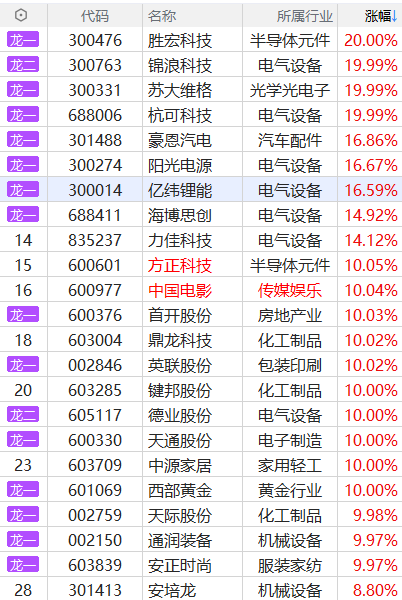 代码 名称 所属行业 涨幅↓
龙一 300476 胜宏科技 半导体元件 20.00%
龙二 300763 锦浪科技 电气设备 19.99%
龙一 300331 苏大维格 光学光电子 19.99%
龙一 688006 杭可科技 电气设备 19.99%
龙一 301488 豪恩汽电 汽车配件 16.86%
龙一 300274 阳光电源 电气设备 16.67%
龙一 300014 亿纬锂能 电气设备 16.59%
龙一 688411 海博思创 电气设备 14.92%
14 835237 力佳科技 电气设备 14.12%
15 600601 方正科技 半导体元件 10.05%
16 600977 中国电影 传媒娱乐 10.04%
龙一 600376 首开股份 房地产业 10.03%
18 603004 鼎龙科技 化工制品 10.02%
龙一 002846 英联股份 包装印刷 10.02%
20 603285 键邦股份 化工制品 10.00%
龙二 605117 德业股份 电气设备 10.00%
龙一 600330 天通股份 电子制造 10.00%
23 603709 中源家居 家用轻工 10.00%
龙一 601069 西部黄金 黄金行业 10.00%
龙一 002759 天际股份 化工制品 9.98%
龙一 002150 通润装备 机械设备 9.97%
龙一 603839 安正时尚 服装家纺 9.97%
28 301413 安培龙 机械设备 8.80%